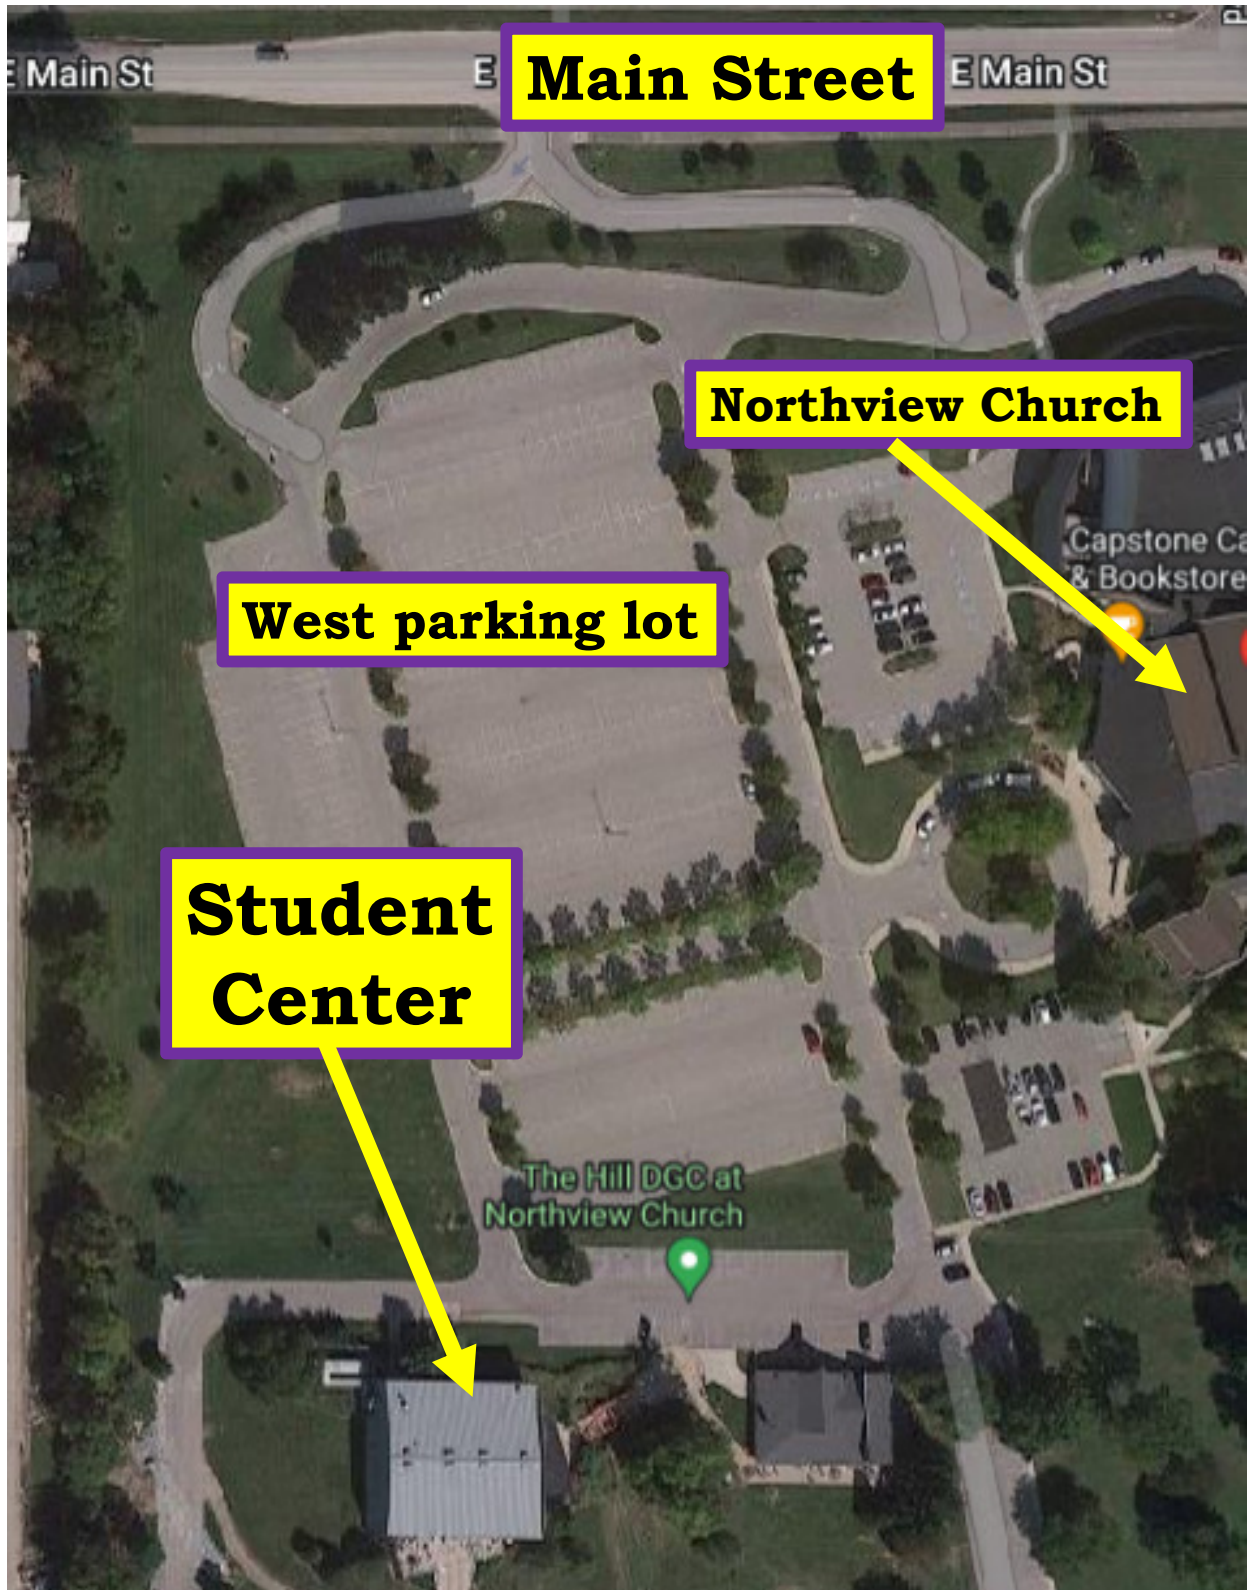 E Main St
E
Main Street
E Main St
Northview Church
Capstone Ca
& Bookstore
West parking lot
Student
Center
The Hill DGC at
Northview Church